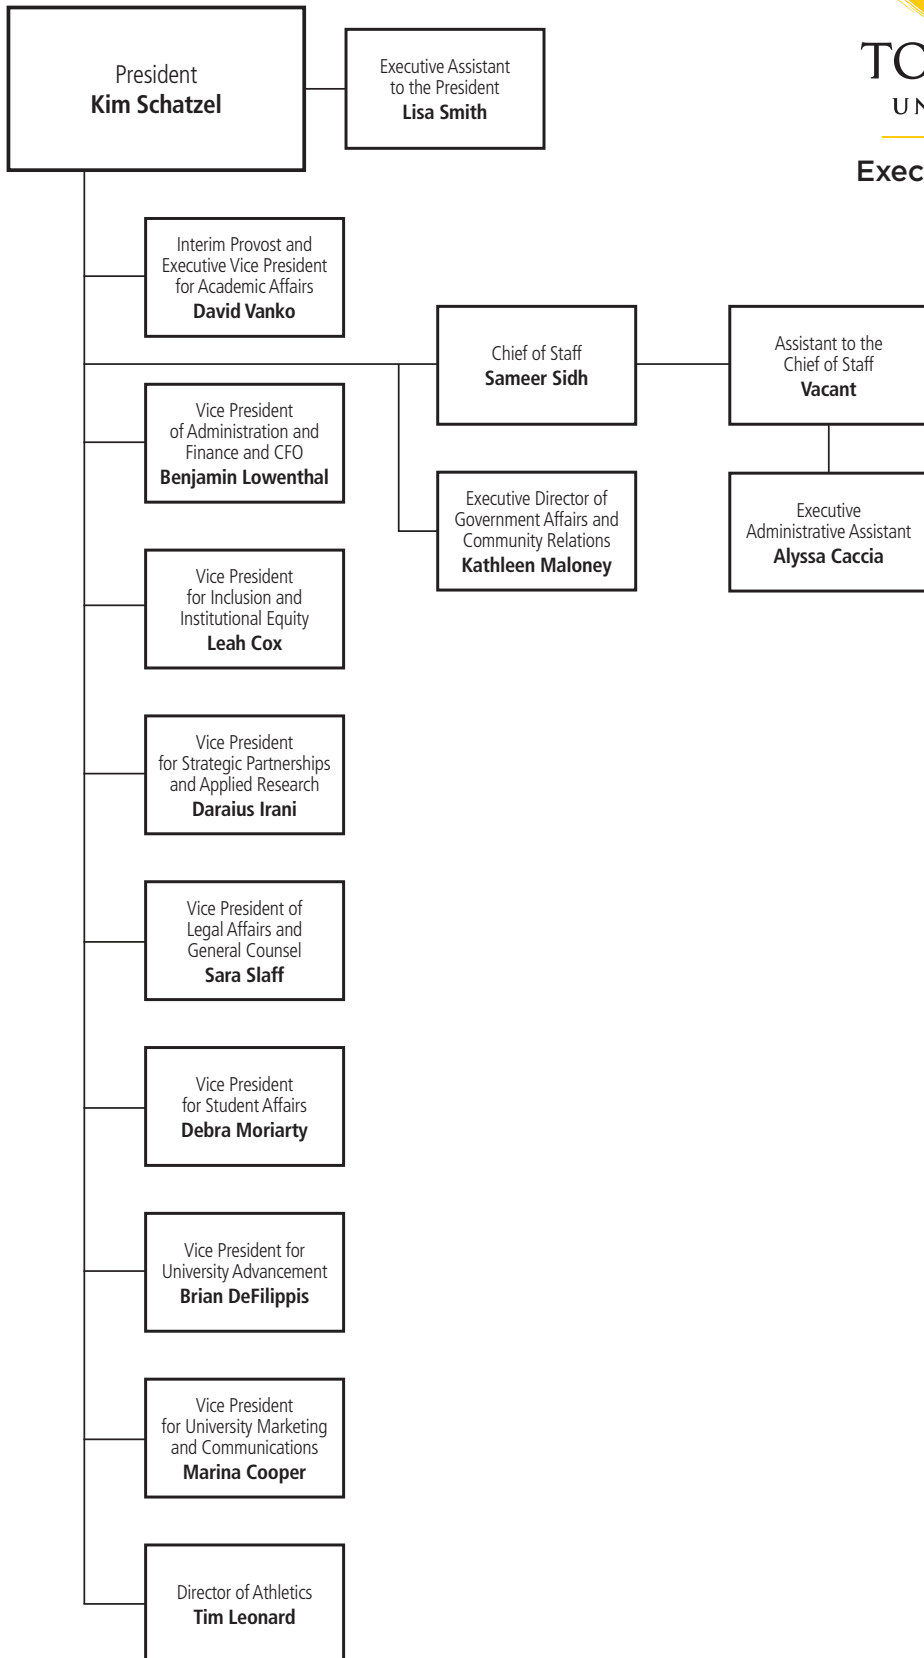 President
Kim Schatzel
Executive Assistant
to the President
Lisa Smith
TO
UN
Exec
Interim Provost and
Executive Vice President
for Academic Affairs
David Vanko
Chief of Staff
Sameer Sidh
Assistant to the
Chief of Staff
Vacant
Vice President
of Administration and
Finance and CFO
Benjamin Lowenthal
Executive Director of
Government Affairs and
Community Relations
Kathleen Maloney
Executive
Administrative Assistant
Alyssa Caccia
Vice President
for Inclusion and
Institutional Equity
Leah Cox
Vice President
for Strategic Partnerships
and Applied Research
Daraius Irani
Vice President of
Legal Affairs and
General Counsel
Sara Slaff
Vice President
for Student Affairs
Debra Moriarty
Vice President for
University Advancement
Brian DeFilippis
Vice President
for University Marketing
and Communications
Marina Cooper
Director of Athletics
Tim Leonard